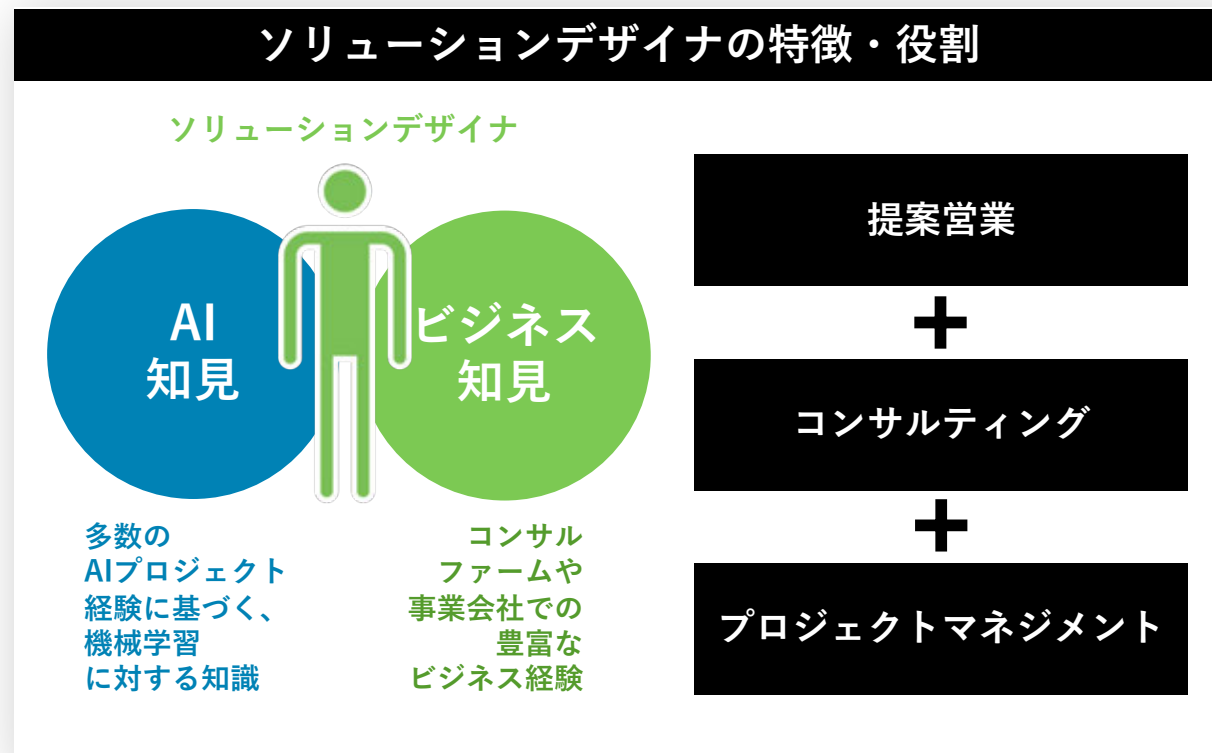 ソリューションデザイナの特徴・役割
ソリューションデザイナ
AI
知見
ビジネス
知見
多数の
AIプロジェクト
経験に基づく、
機械学習
に対する知識
コンサル
ファームや
事業会社での
豊富な
ビジネス経験
提案営業
+
コンサルティング
+
プロジェクトマネジメント